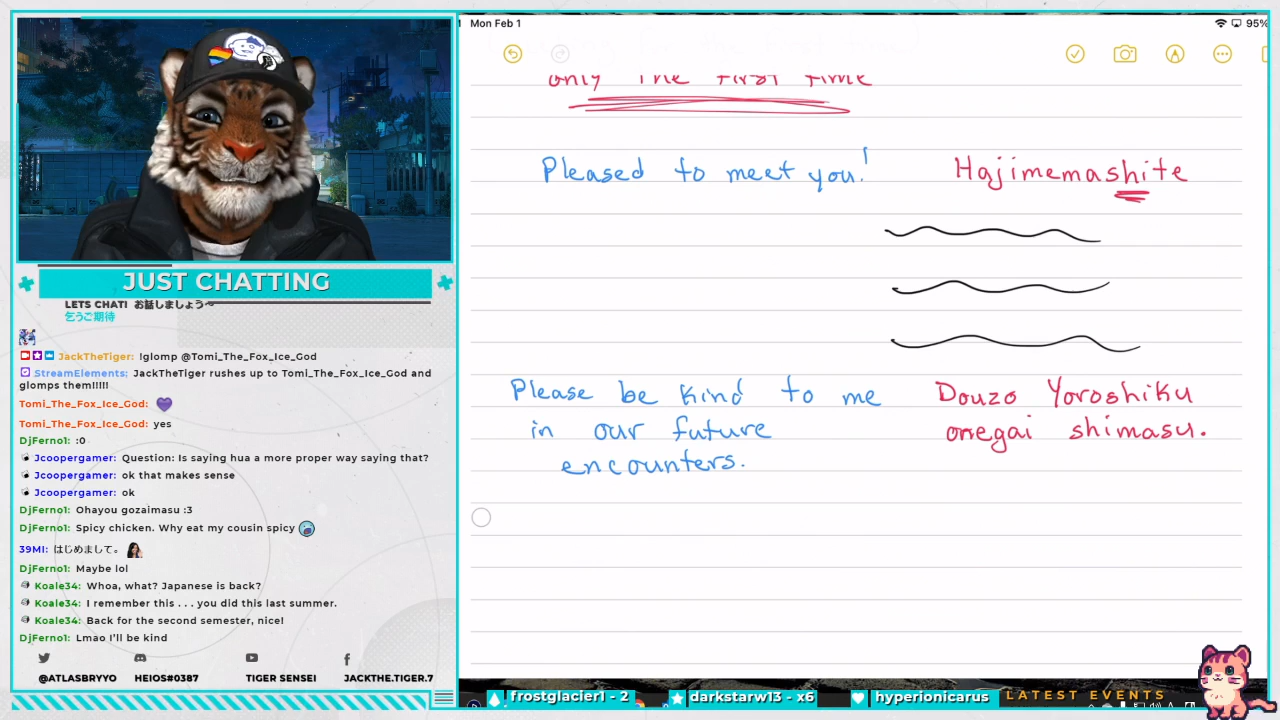 JUST CHATTING
LETS CHAT! お話しましょう〜
乞うご期待
JackTheTiger: !glomp @Tomi_The_Fox_Ice_God
StreamElements: JackTheTiger rushes up to Tomi_The_Fox_Ice_God and
glomps them!!!!!
Tomi_The_Fox_Ice_God:
Tomi_The_Fox_Ice_God: yes
DjFerno1: :0
Jcoopergamer: Question: Is saying hua a more proper way saying that?
Jcoopergamer: ok that makes sense
Jcoopergamer: ok
DjFerno1: Ohayou gozaimasu :3
DjFerno1: Spicy chicken. Why eat my cousin spicy
39MI: はじめまして。
DjFerno1: Maybe lol
Koale34: Whoa, what? Japanese is back?
Koale34: I remember this . . . you did this last summer.
Koale34: Back for the second semester, nice!
DjFerno1: Lmao I'll be kind
@ATLASBRYYO HEIOS#0387 TIGER SENSEI JACKTHE.TIGER.7
Mon Feb 1 95%
only the first time
Pleased to meet you! Hajimemashite
Please be kind to me Douzo Yoroshiku
in our future onegai shimasu.
encounters.
frostglacier1 - 2 darkstarw13 - x6 hyperionicarus LATEST EVENTS